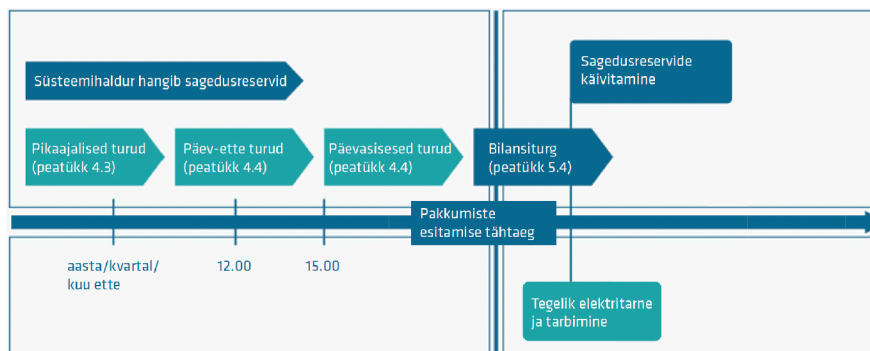 Süsteemihaldur hangib sagedusreservid
Sagedusreservide
käivitamine
Pikaajalised turud
(peatükk 4.3)
Päev-ette turud
(peatükk 4.4)
Päevasisesed turud
(peatükk 4.4)
Bilansiturg
(peatükk 5.4)
Pakkumiste
esitamise tähtaeg
aasta/kvartal/
kuu ette
12.00
15.00
Tegelik elektritarne
ja tarbimine